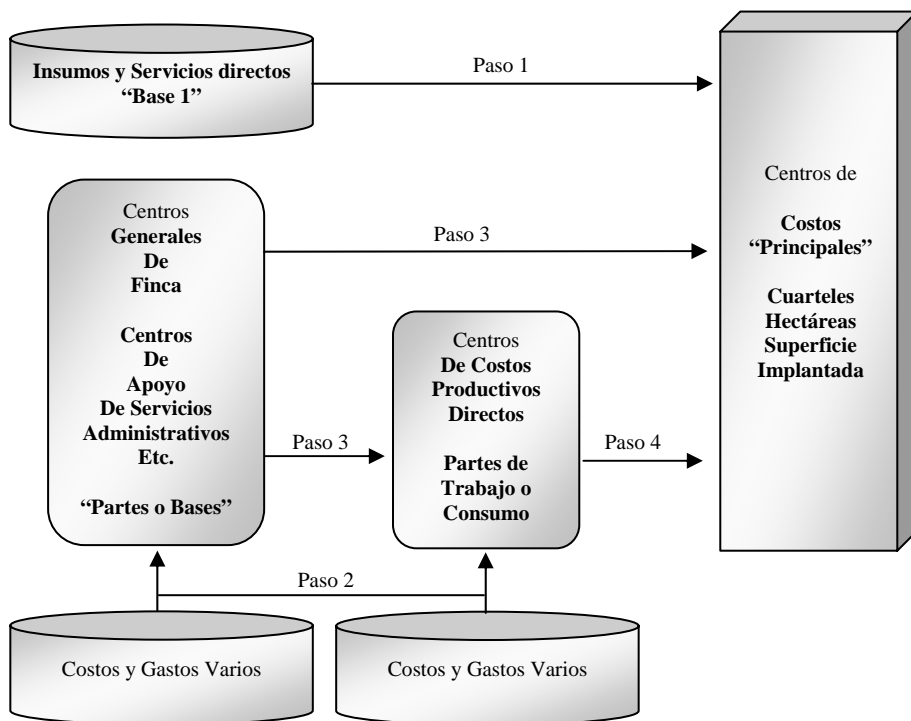 Insumos y Servicios directos
“Base 1”
Paso 1
Centros
Generales
De
Finca
Centros
De
Apoyo
De Servicios
Administrativos
Etc.
“Partes o Bases”
Paso 3
Paso 3
Centros
De Costos
Productivos
Directos
Partes de
Trabajo o
Consumo
Paso 4
Centros de
Costos
“Principales”
Cuarteles
Hectáreas
Superficie
Implantada
Paso 2
Costos y Gastos Varios
Costos y Gastos Varios